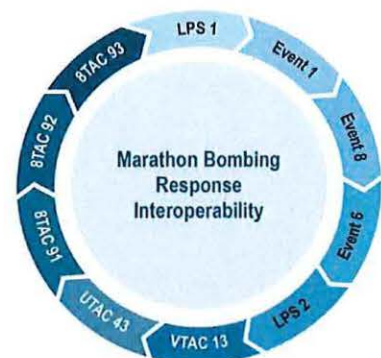 LPS 1
Event 1
Event 8
Event 6
LPS 2
VTAC 13
UTAC 43
8TAC 91
8TAC 92
8TAC 93
Marathon Bombing
Response
Interoperability